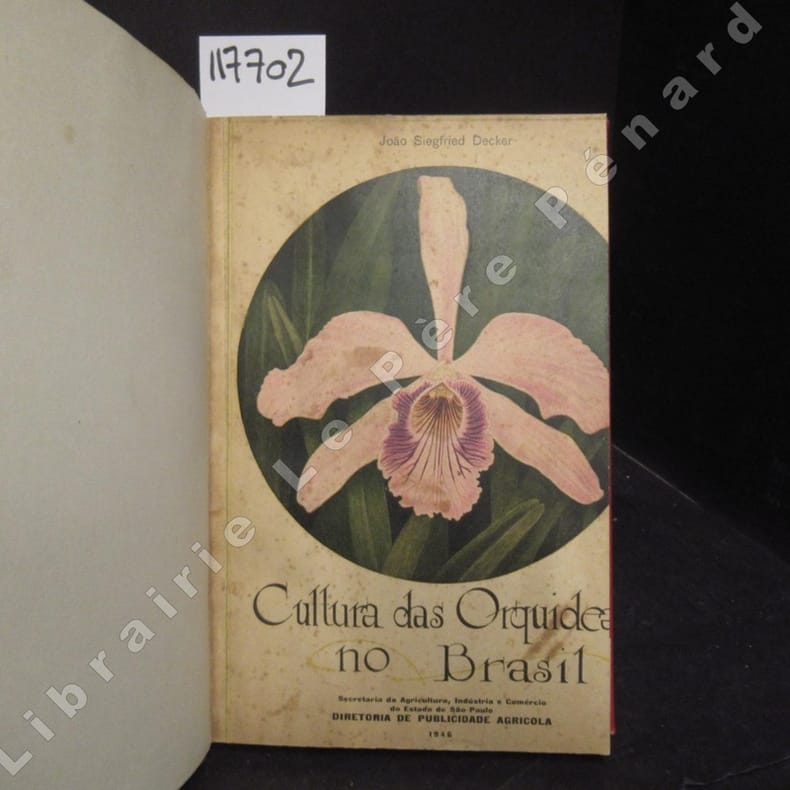 117702
João Siegfried Decker
Cultura das Orquidea
no Brasil
Secretaria da Agricultura, Indústria e Comércio
do Estado de São Paulo
DIRETORIA DE PUBLICIDADE AGRICOLA
1946
Librairie Le Père Pénard